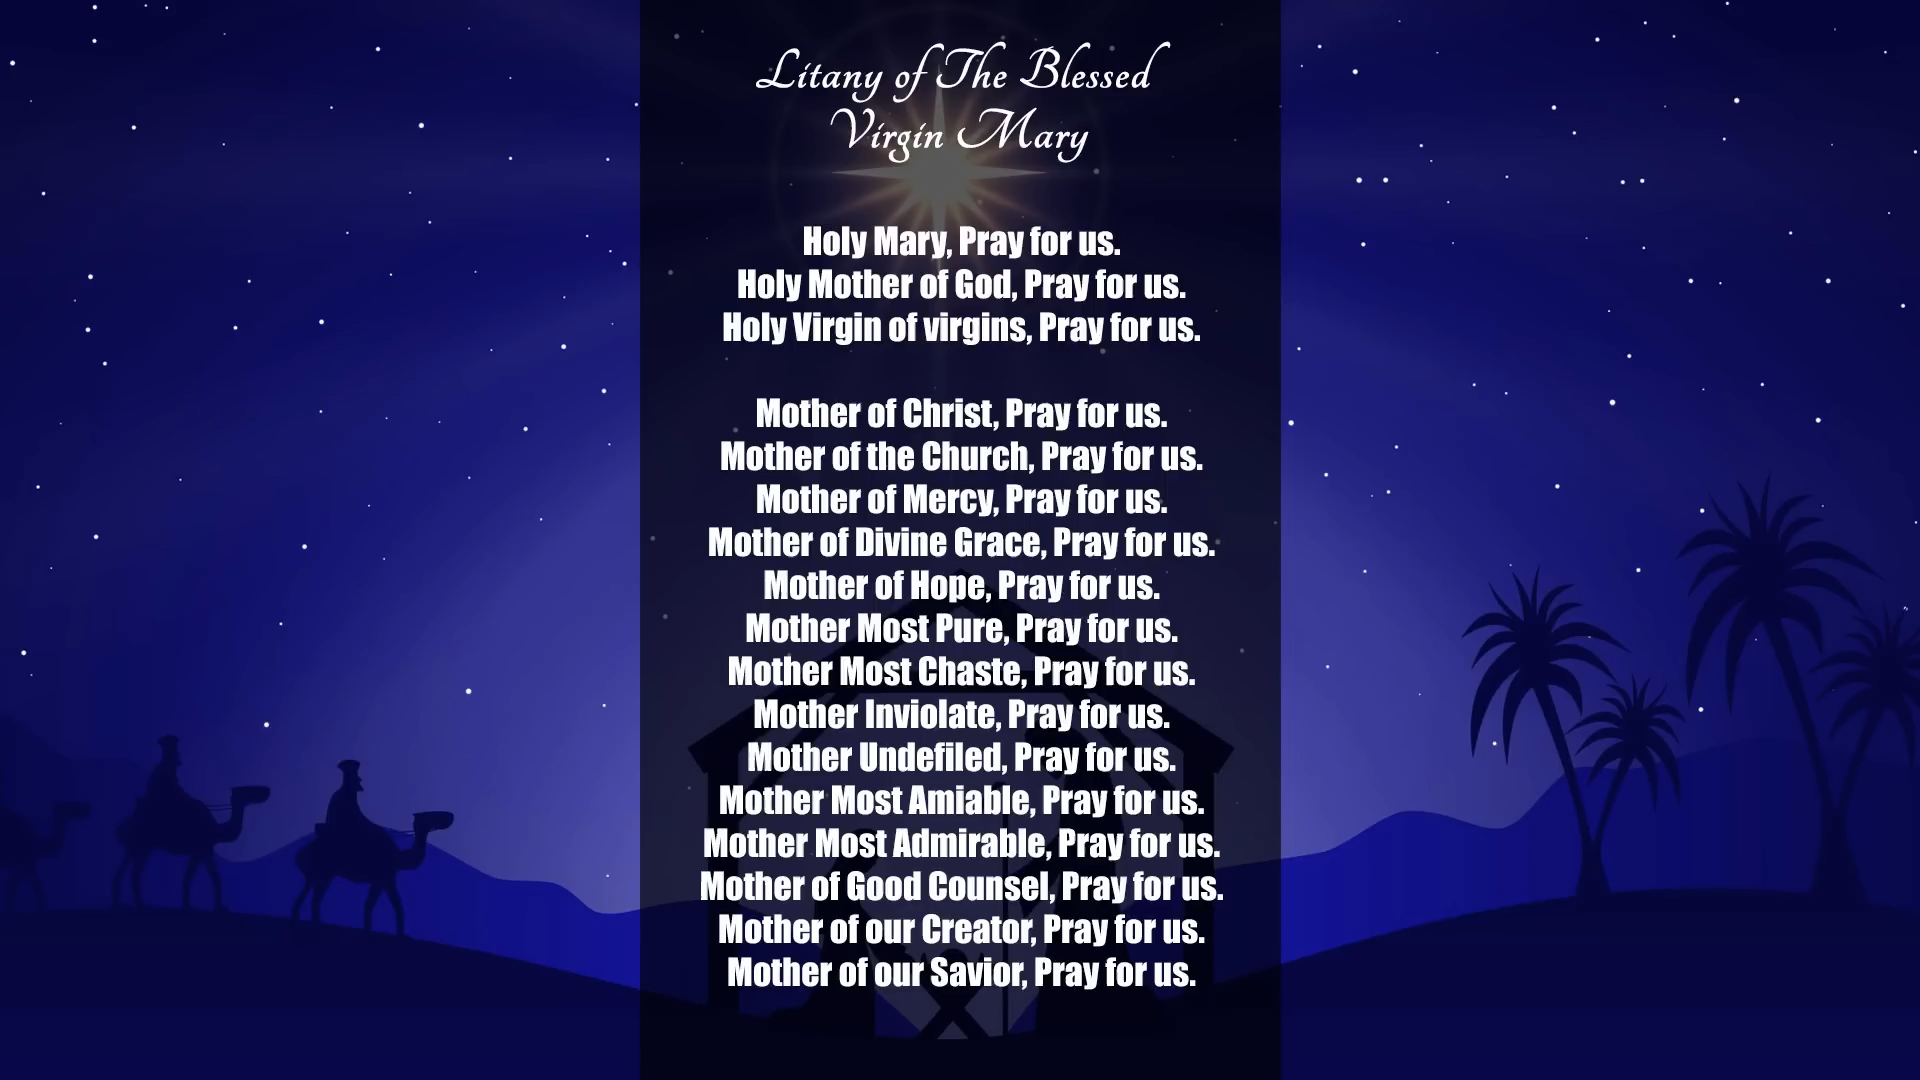 Litany of The Blessed
Virgin Mary
Holy Mary, Pray for us.
Holy Mother of God, Pray for us.
Holy Virgin of virgins, Pray for us.
Mother of Christ, Pray for us.
Mother of the Church, Pray for us.
Mother of Mercy, Pray for us.
Mother of Divine Grace, Pray for us.
Mother of Hope, Pray for us.
Mother Most Pure, Pray for us.
Mother Most Chaste, Pray for us.
Mother Inviolate, Pray for us.
Mother Undefiled, Pray for us.
Mother Most Amiable, Pray for us.
Mother Most Admirable, Pray for us.
Mother of Good Counsel, Pray for us.
Mother of our Creator, Pray for us.
Mother of our Savior, Pray for us.